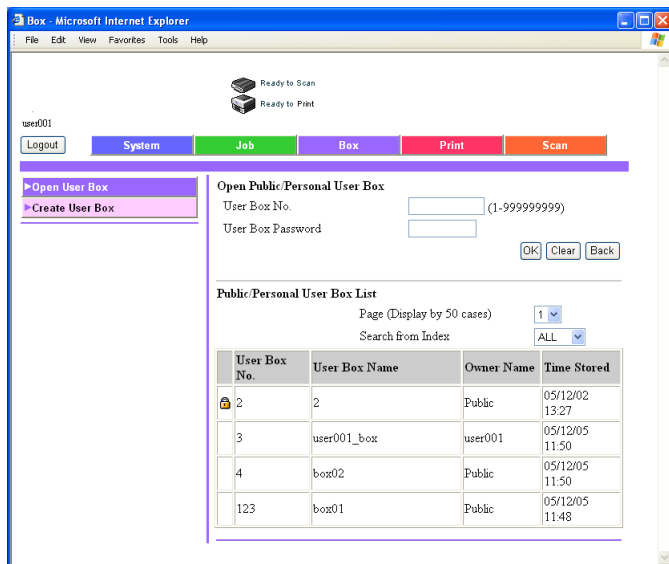 Box - Microsoft Internet Explorer
File Edit View Favorites Tools Help
Ready to Scan
Ready to Print
user001
Logout System Job Box Print Scan
Open User Box
Create User Box
Open Public/Personal User Box
User Box No. (1-999999999)
User Box Password
OK Clear Back
Public/Personal User Box List
Page (Display by 50 cases) 1
Search from Index ALL
User Box No. User Box Name Owner Name Time Stored
2 2 Public 05/12/02 13:27
3 user001_box user001 05/12/05 11:50
4 box02 Public 05/12/05 11:50
123 box01 Public 05/12/05 11:48